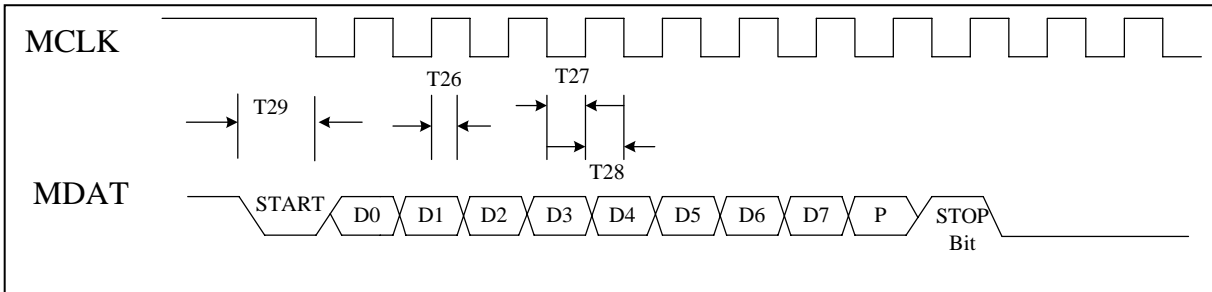 MCLK
T26
T27
T29
T28
MDAT
START D0 D1 D2 D3 D4 D5 D6 D7 P STOP
Bit